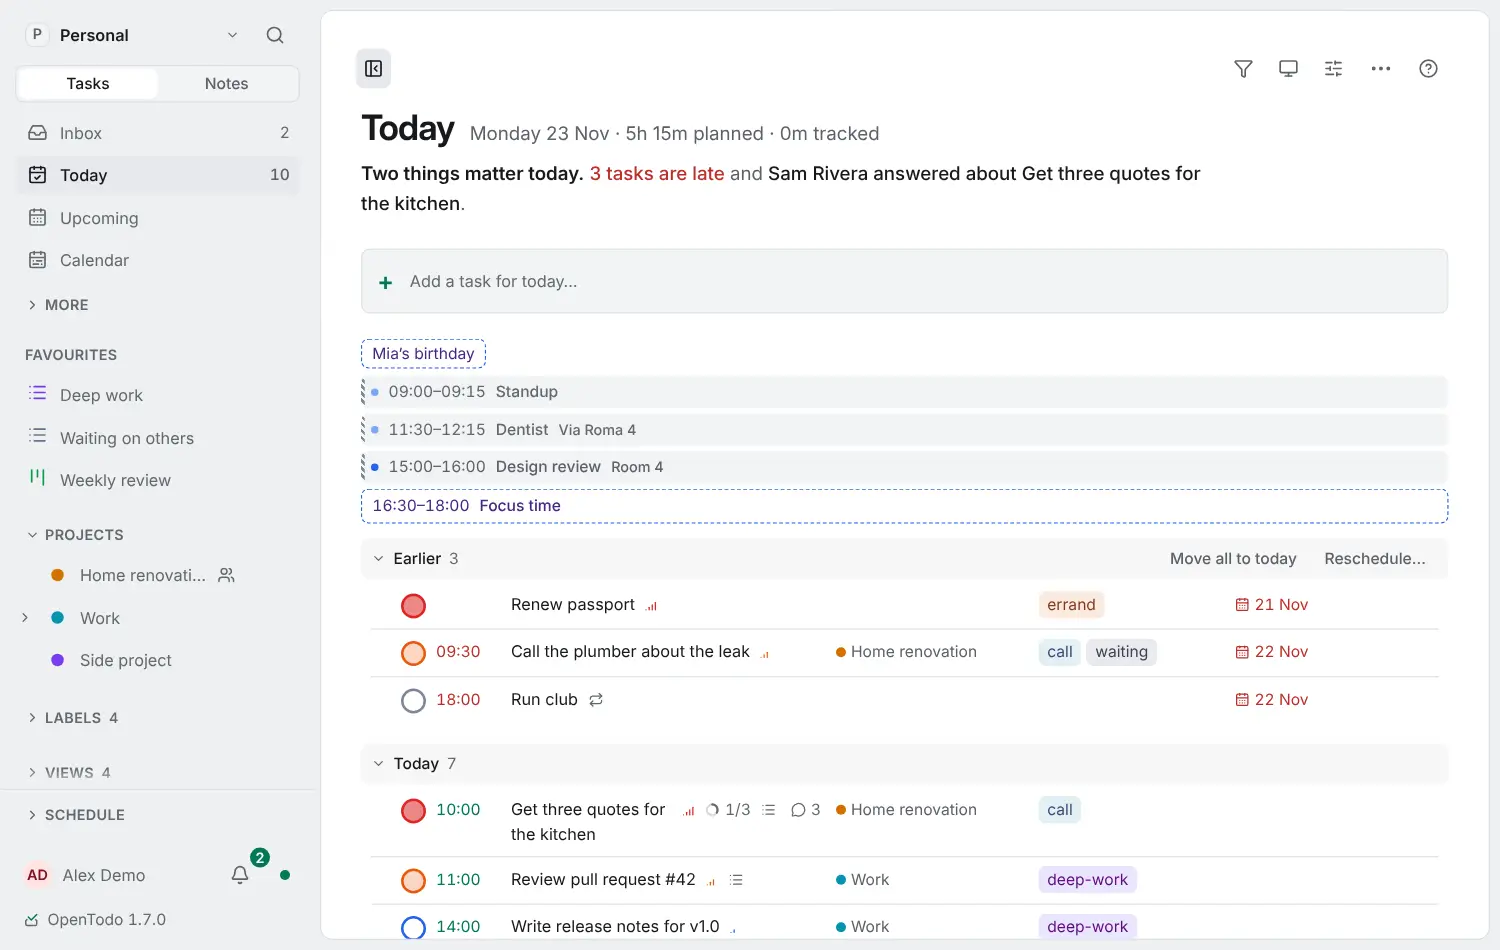 P Personal
Tasks Notes
Inbox 2
Today 10
Upcoming
Calendar
MORE
FAVOURITES
Deep work
Waiting on others
Weekly review
PROJECTS
Home renovati...
Work
Side project
LABELS 4
VIEWS 4
SCHEDULE
AD Alex Demo 2
OpenTodo 1.7.0
Today Monday 23 Nov · 5h 15m planned · 0m tracked
Two things matter today. 3 tasks are late and Sam Rivera answered about Get three quotes for
the kitchen.
+ Add a task for today...
Mia's birthday
09:00–09:15 Standup
11:30–12:15 Dentist Via Roma 4
15:00–16:00 Design review Room 4
16:30–18:00 Focus time
Earlier 3 Move all to today Reschedule...
Renew passport errand 21 Nov
09:30 Call the plumber about the leak Home renovation call waiting 22 Nov
18:00 Run club 22 Nov
Today 7
10:00 Get three quotes for 1/3 3 Home renovation call
the kitchen
11:00 Review pull request #42 Work deep-work
14:00 Write release notes for v1.0 Work deep-work